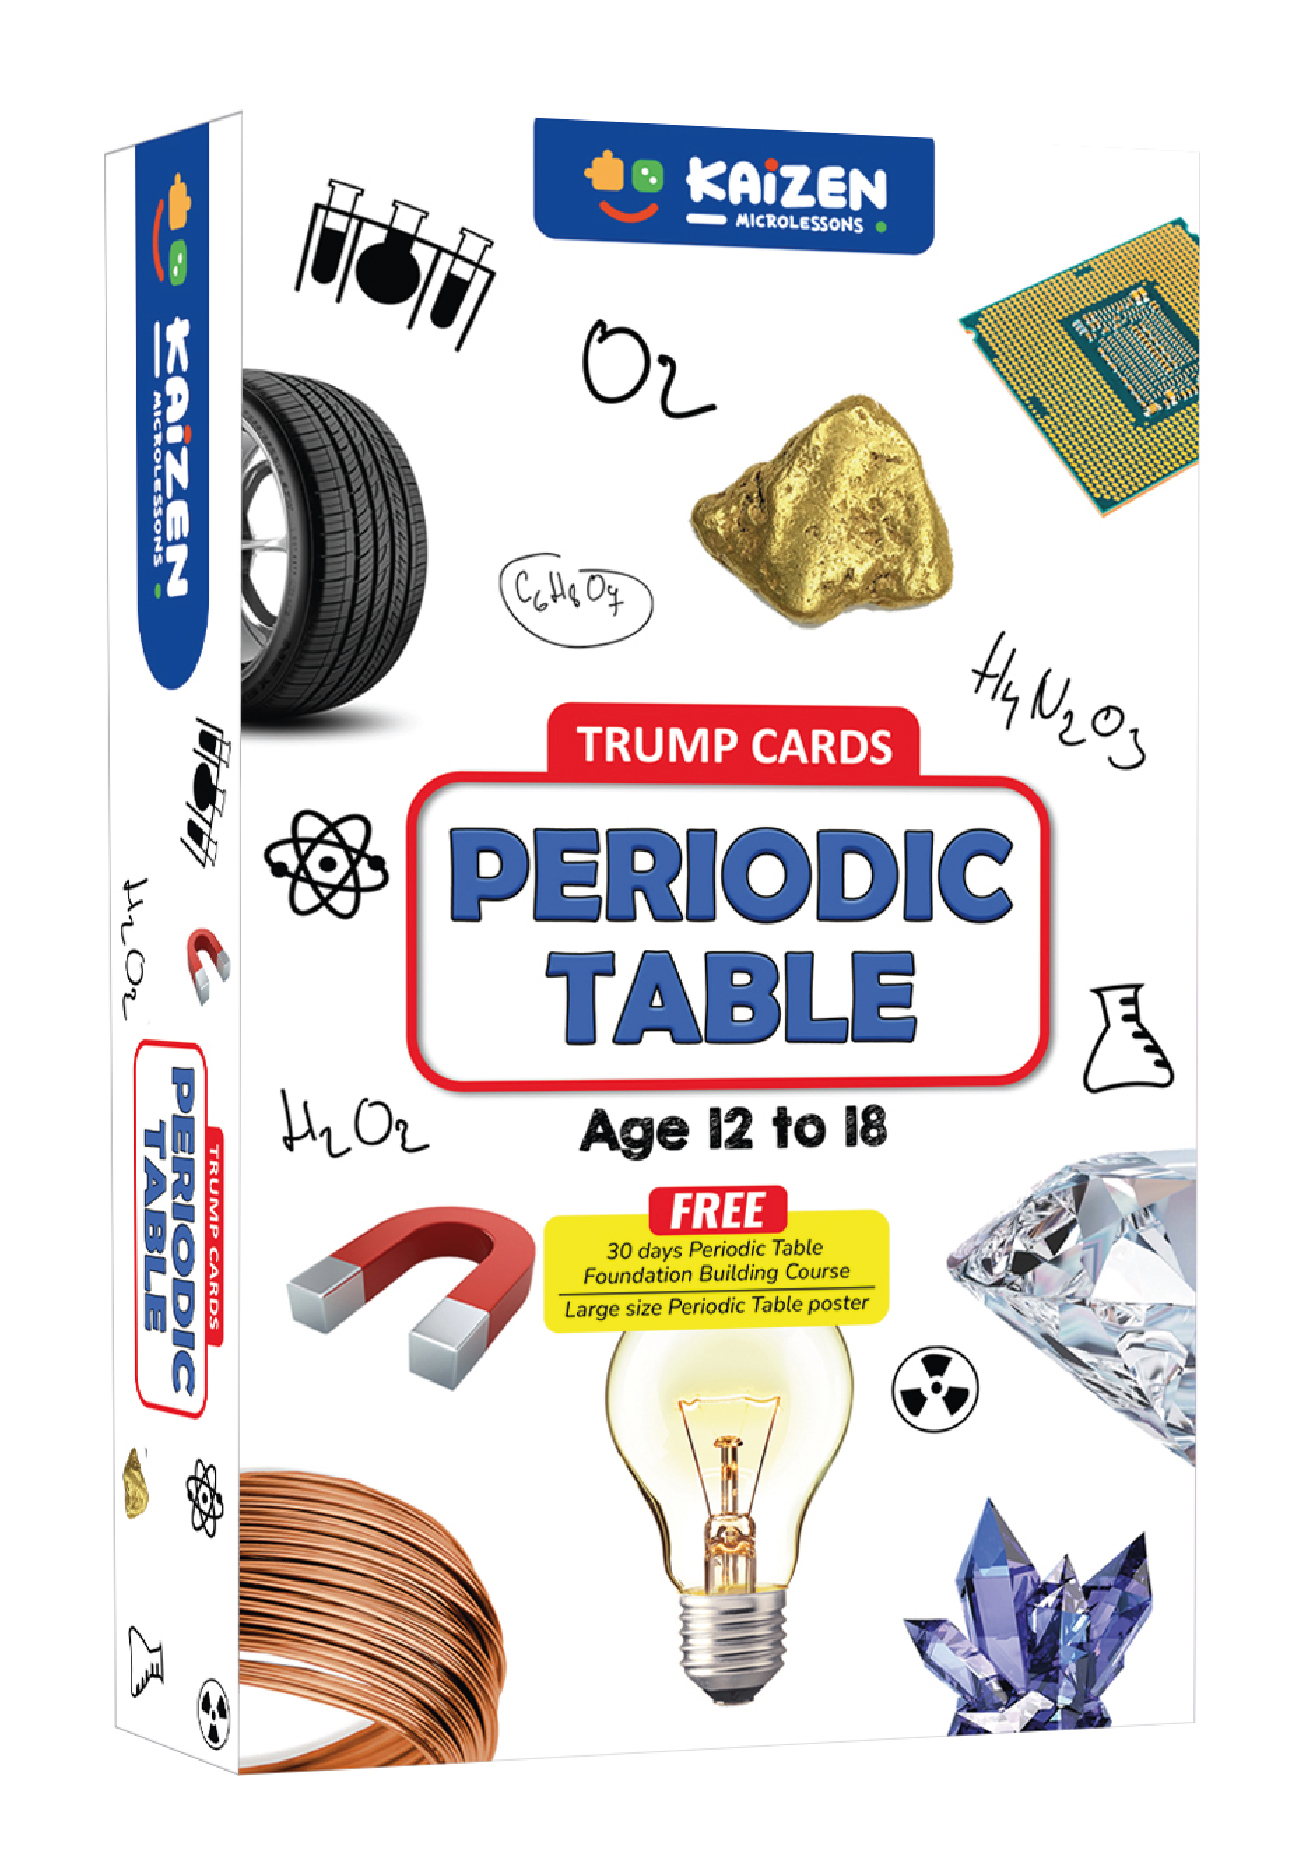 KAiZEN
MICROLESSONS
O2
C6H8O7
H4N2O3
TRUMP CARDS
PERIODIC
TABLE
Age 12 to 18
H2O2
FREE
30 days Periodic Table
Foundation Building Course
Large size Periodic Table poster
KAiZEN
MICROLESSONS
H2O2
TRUMP CARDS
PERIODIC
TABLE